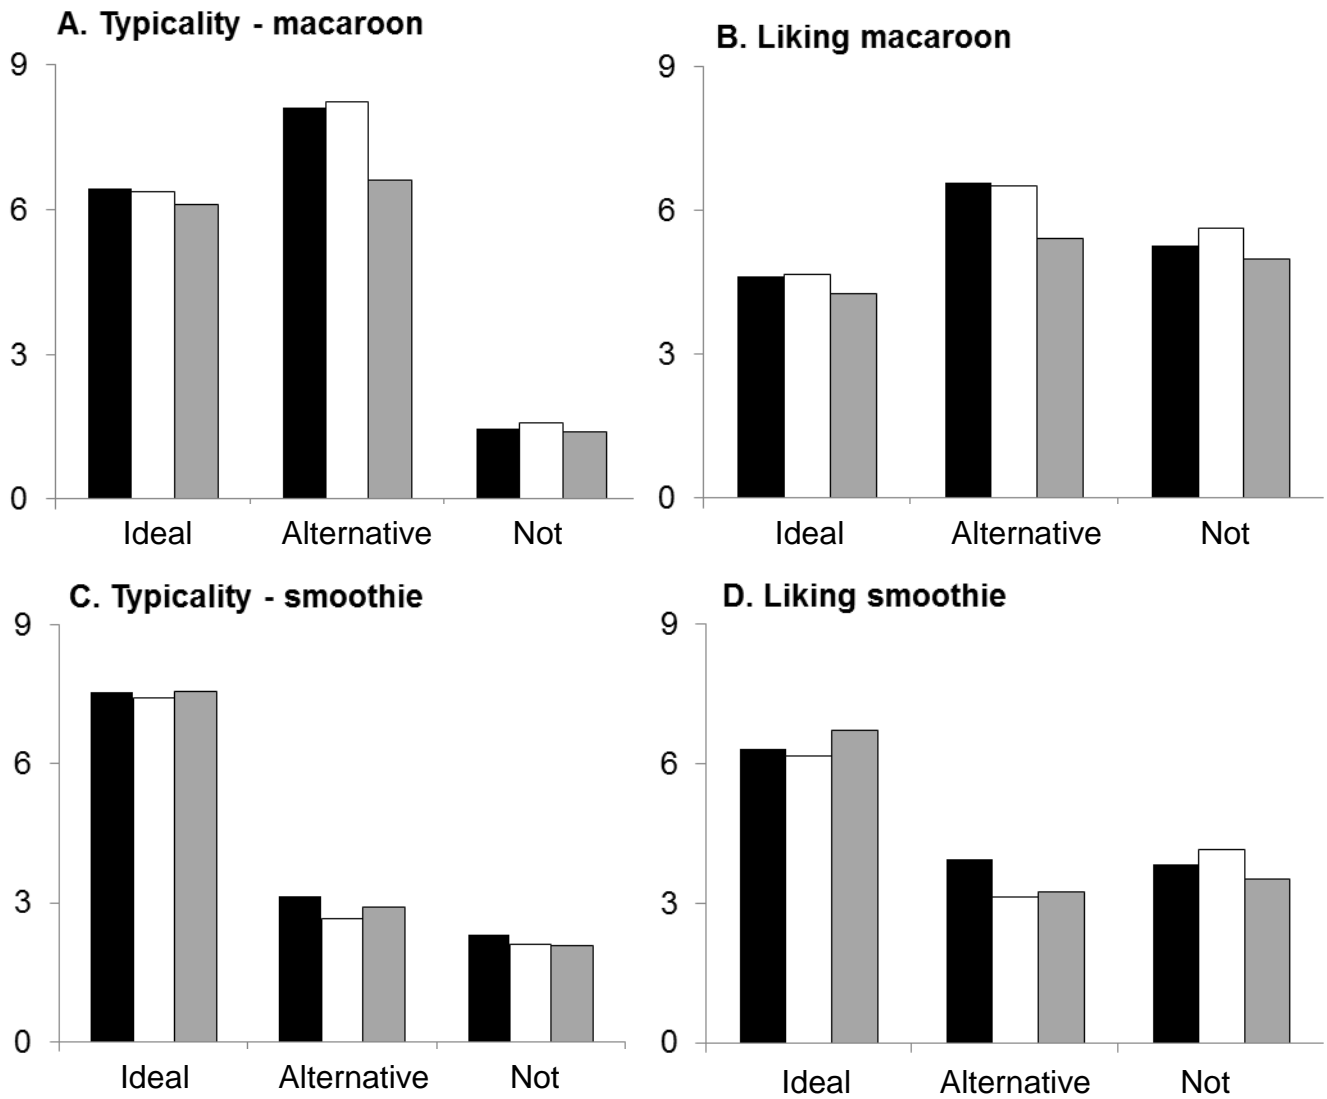 A. Typicality - macaroon
9
6
3
0
Ideal Alternative Not
B. Liking macaroon
9
6
3
0
Ideal Alternative Not
C. Typicality - smoothie
9
6
3
0
Ideal Alternative Not
D. Liking smoothie
9
6
3
0
Ideal Alternative Not